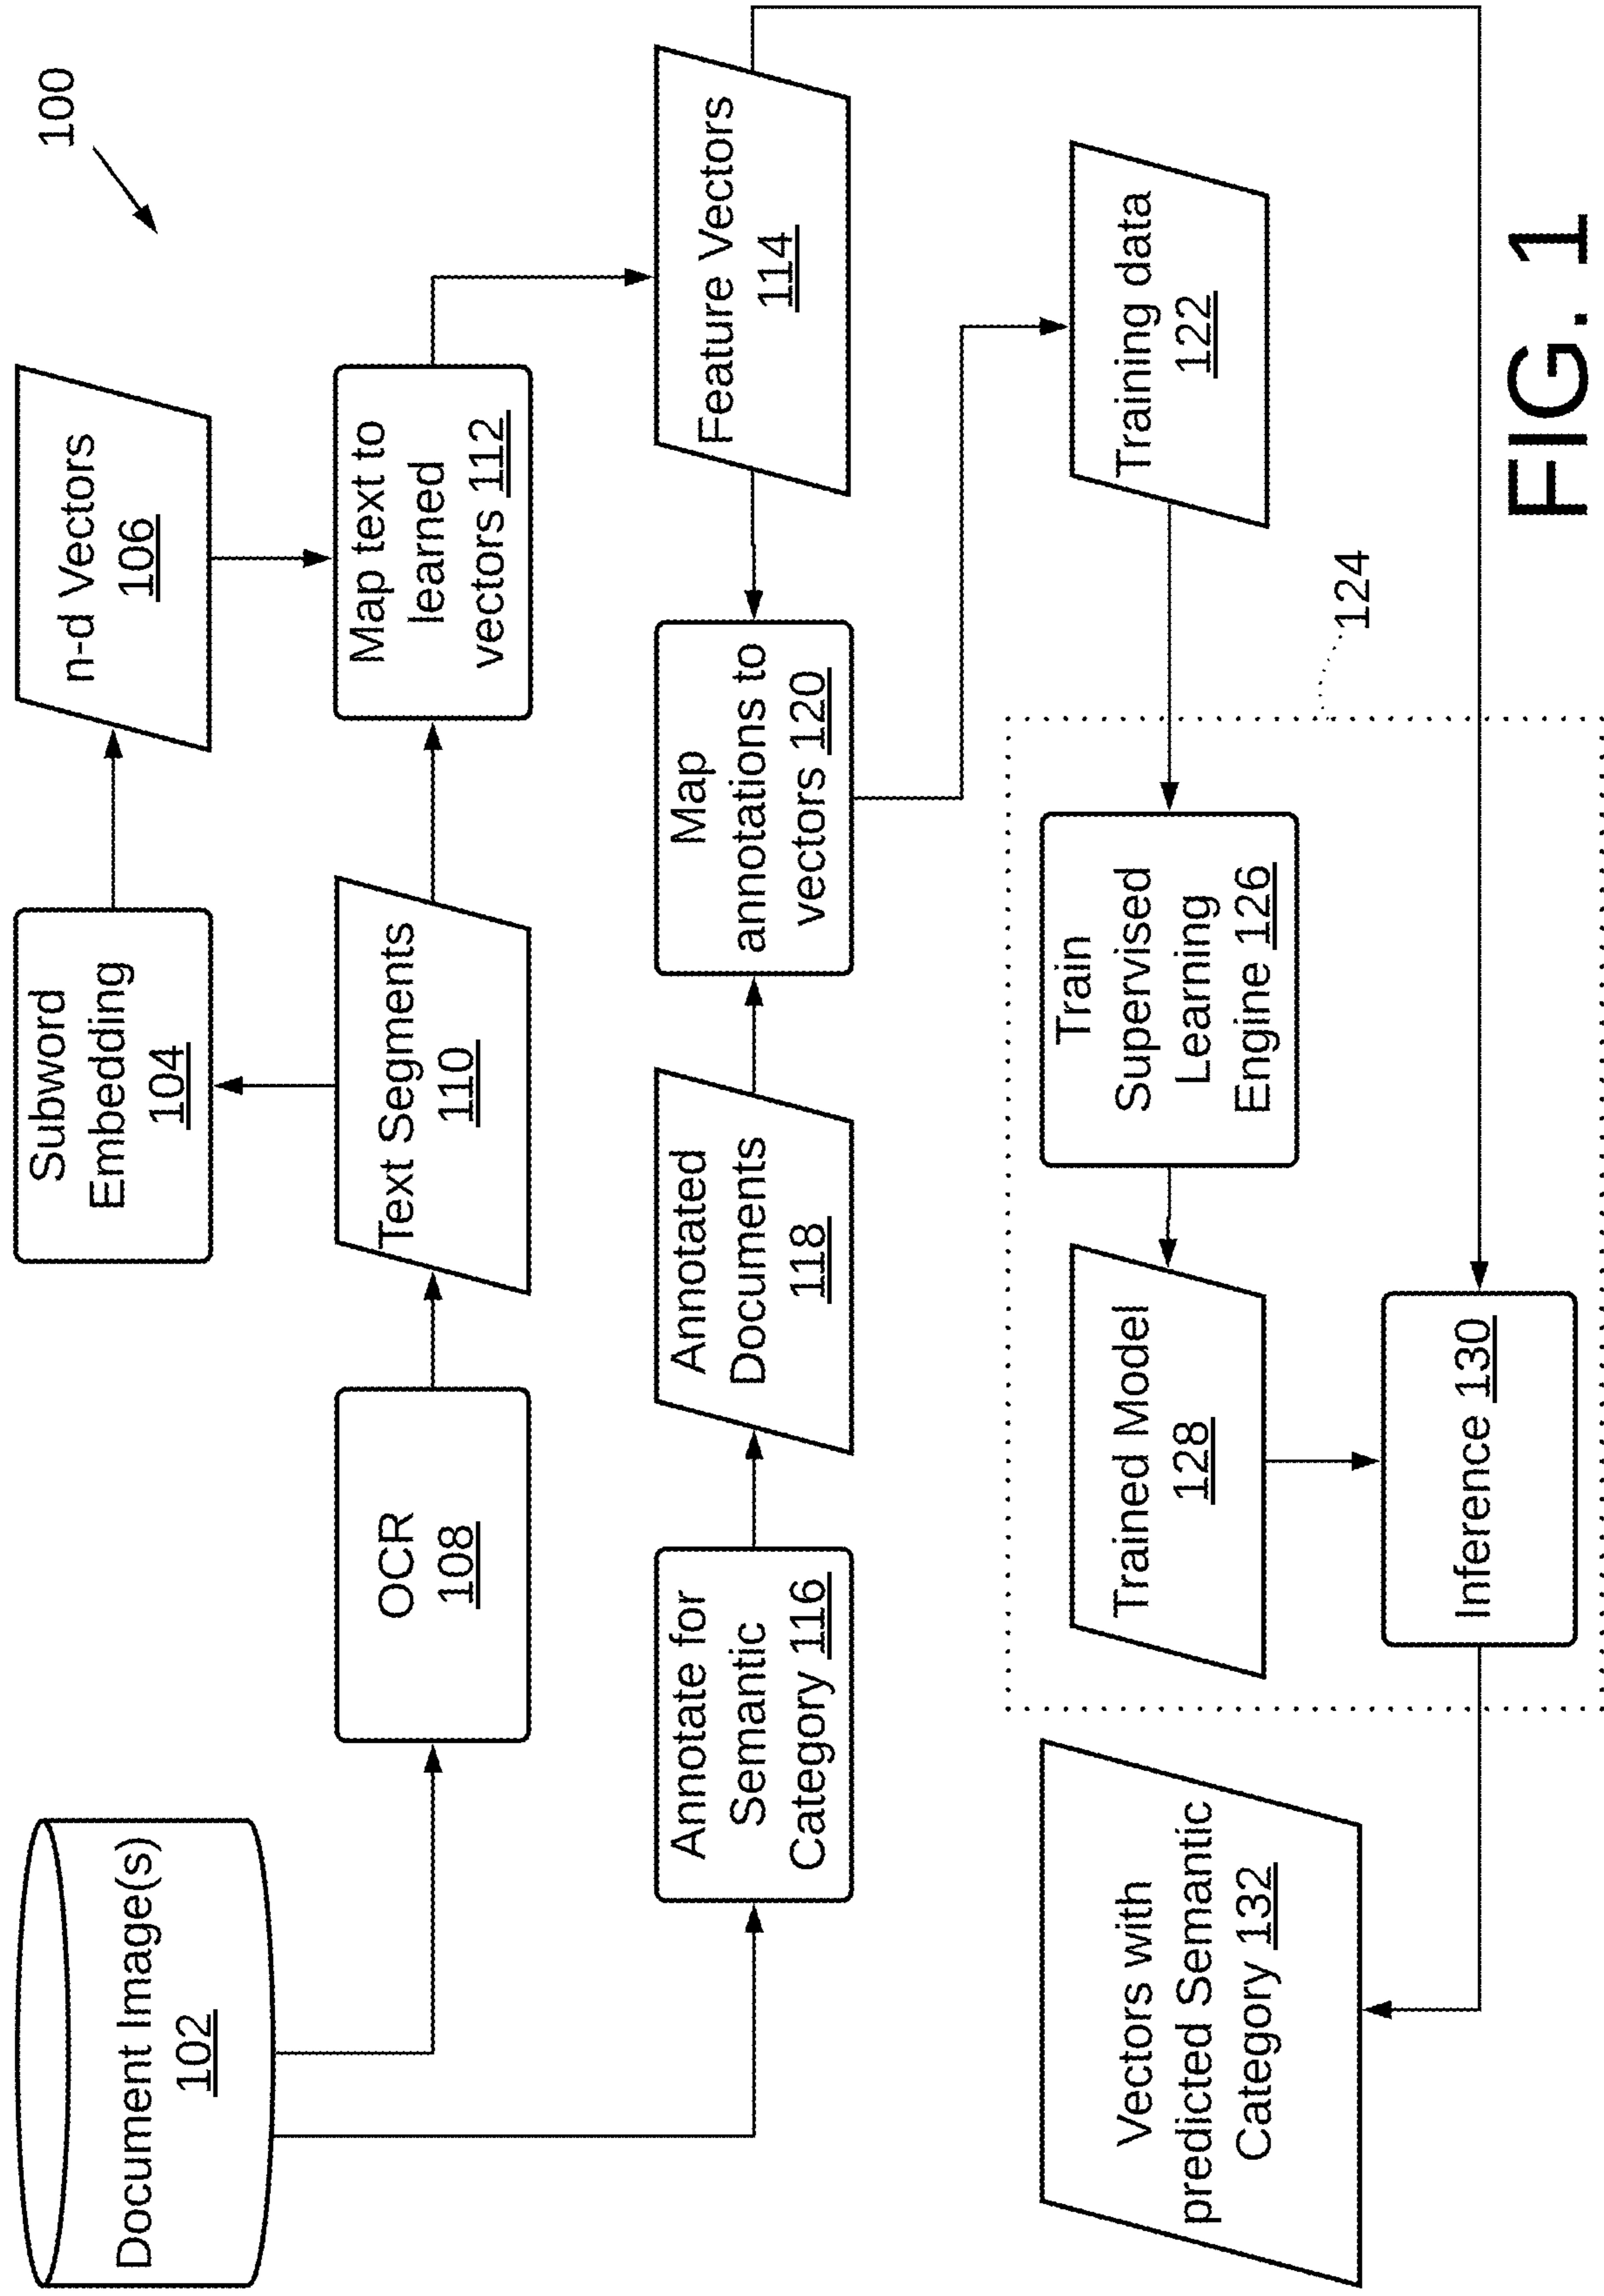 100
Document Image(s)
102
Subword
Embedding
104
n-d Vectors
106
OCR
108
Text Segments
110
Map text to
learned
vectors 112
Annotate for
Semantic
Category 116
Annotated
Documents
118
Map
annotations to
vectors 120
Feature Vectors
114
Vectors with
predicted Semantic
Category 132
Trained Model
128
Train
Supervised
Learning
Engine 126
Training data
122
124
Inference 130
FIG. 1